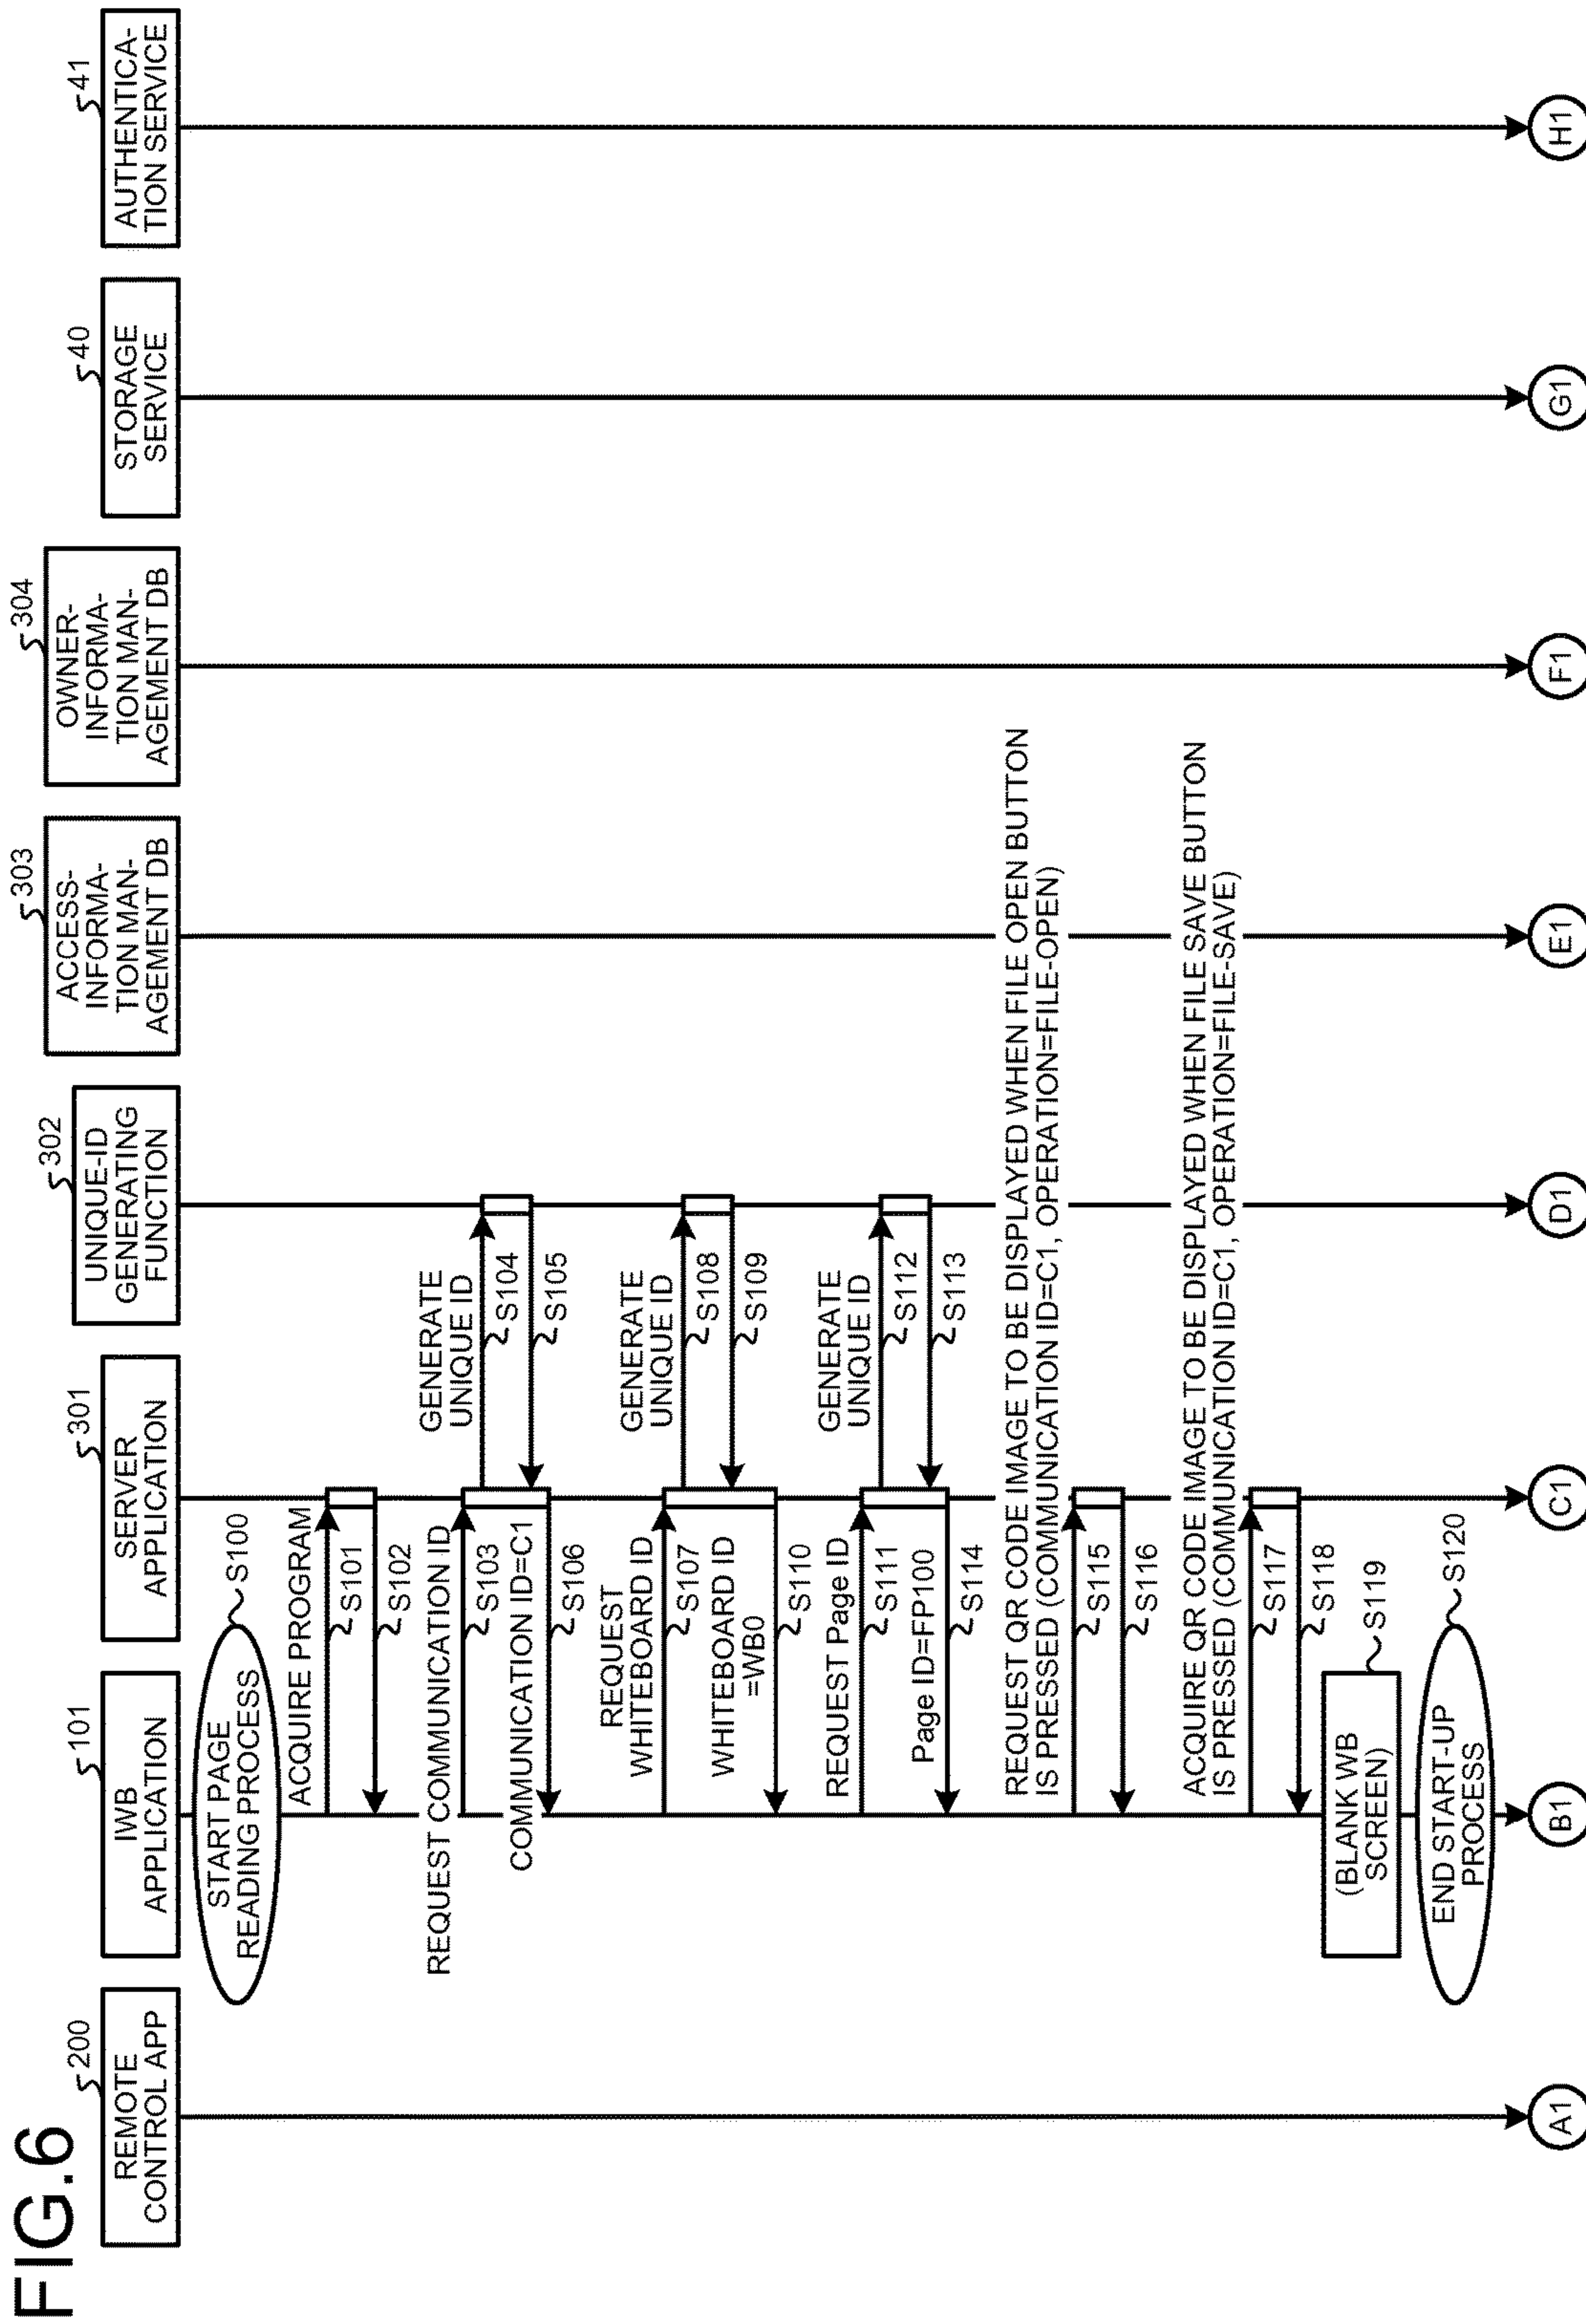 FIG.6
200
REMOTE
CONTROL APP
101
IWB
APPLICATION
301
SERVER
APPLICATION
302
UNIQUE-ID
GENERATING
FUNCTION
303
ACCESS-
INFORMA-
TION MAN-
AGEMENT DB
304
OWNER-
INFORMA-
TION MAN-
AGEMENT DB
40
STORAGE
SERVICE
41
AUTHENTICA-
TION SERVICE
START PAGE
READING PROCESS
S100
ACQUIRE PROGRAM
S101
S102
REQUEST COMMUNICATION ID
S103
GENERATE
UNIQUE ID
S104
S105
COMMUNICATION ID=C1
S106
REQUEST
WHITEBOARD ID
S107
GENERATE
UNIQUE ID
S108
S109
WHITEBOARD ID
=WB0
S110
REQUEST Page ID
S111
GENERATE
UNIQUE ID
S112
S113
Page ID=FP100
S114
REQUEST QR CODE IMAGE TO BE DISPLAYED WHEN FILE OPEN BUTTON
IS PRESSED (COMMUNICATION ID=C1, OPERATION=FILE-OPEN)
S115
S116
ACQUIRE QR CODE IMAGE TO BE DISPLAYED WHEN FILE SAVE BUTTON
IS PRESSED (COMMUNICATION ID=C1, OPERATION=FILE-SAVE)
S117
S118
(BLANK WB
SCREEN)
S119
END START-UP
PROCESS
S120
A1
B1
C1
D1
E1
F1
G1
H1